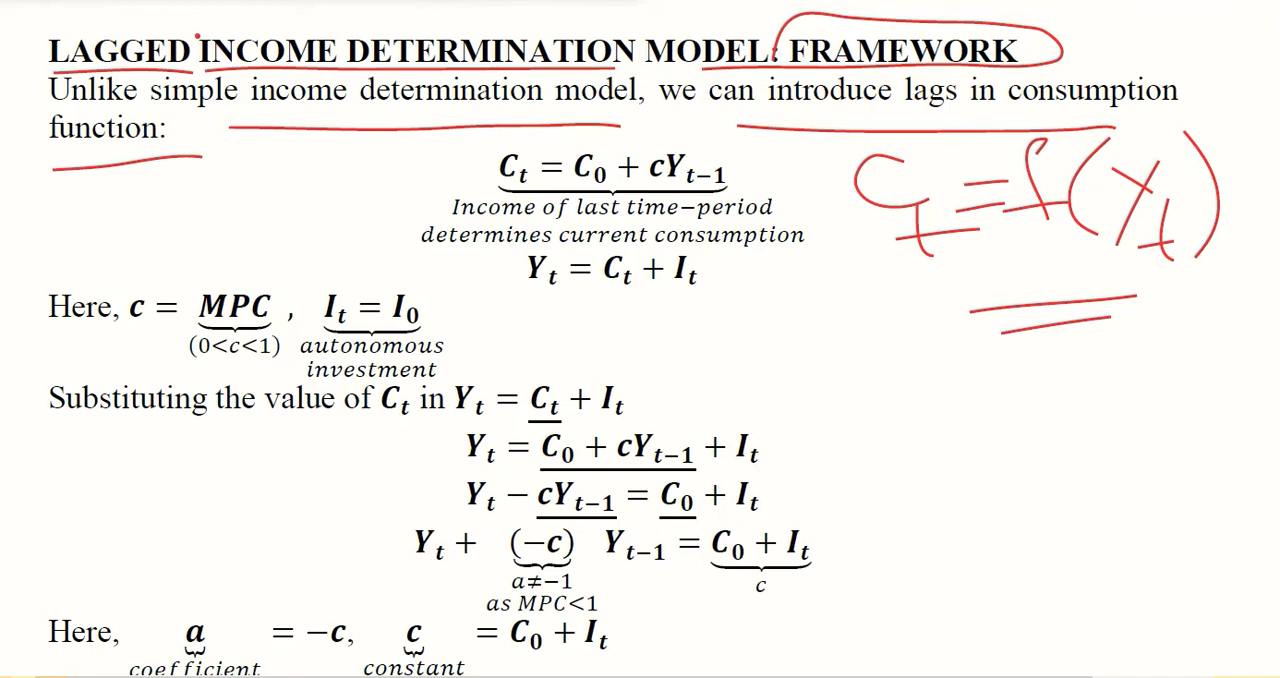 LAGGED INCOME DETERMINATION MODEL: FRAMEWORK
Unlike simple income determination model, we can introduce lags in consumption
function:
Cₜ = C₀ + cYₜ₋₁
Income of last time−period
determines current consumption
Cₜ = f(Yₜ)
Yₜ = Cₜ + Iₜ
Here, c = MPC , Iₜ = I₀
(0<c<1) autonomous
investment
Substituting the value of Cₜ in Yₜ = Cₜ + Iₜ
Yₜ = C₀ + cYₜ₋₁ + Iₜ
Yₜ − cYₜ₋₁ = C₀ + Iₜ
Yₜ + (−c) Yₜ₋₁ = C₀ + Iₜ
a≠−1 c
as MPC<1
Here, a = −c, c = C₀ + Iₜ
coefficient constant